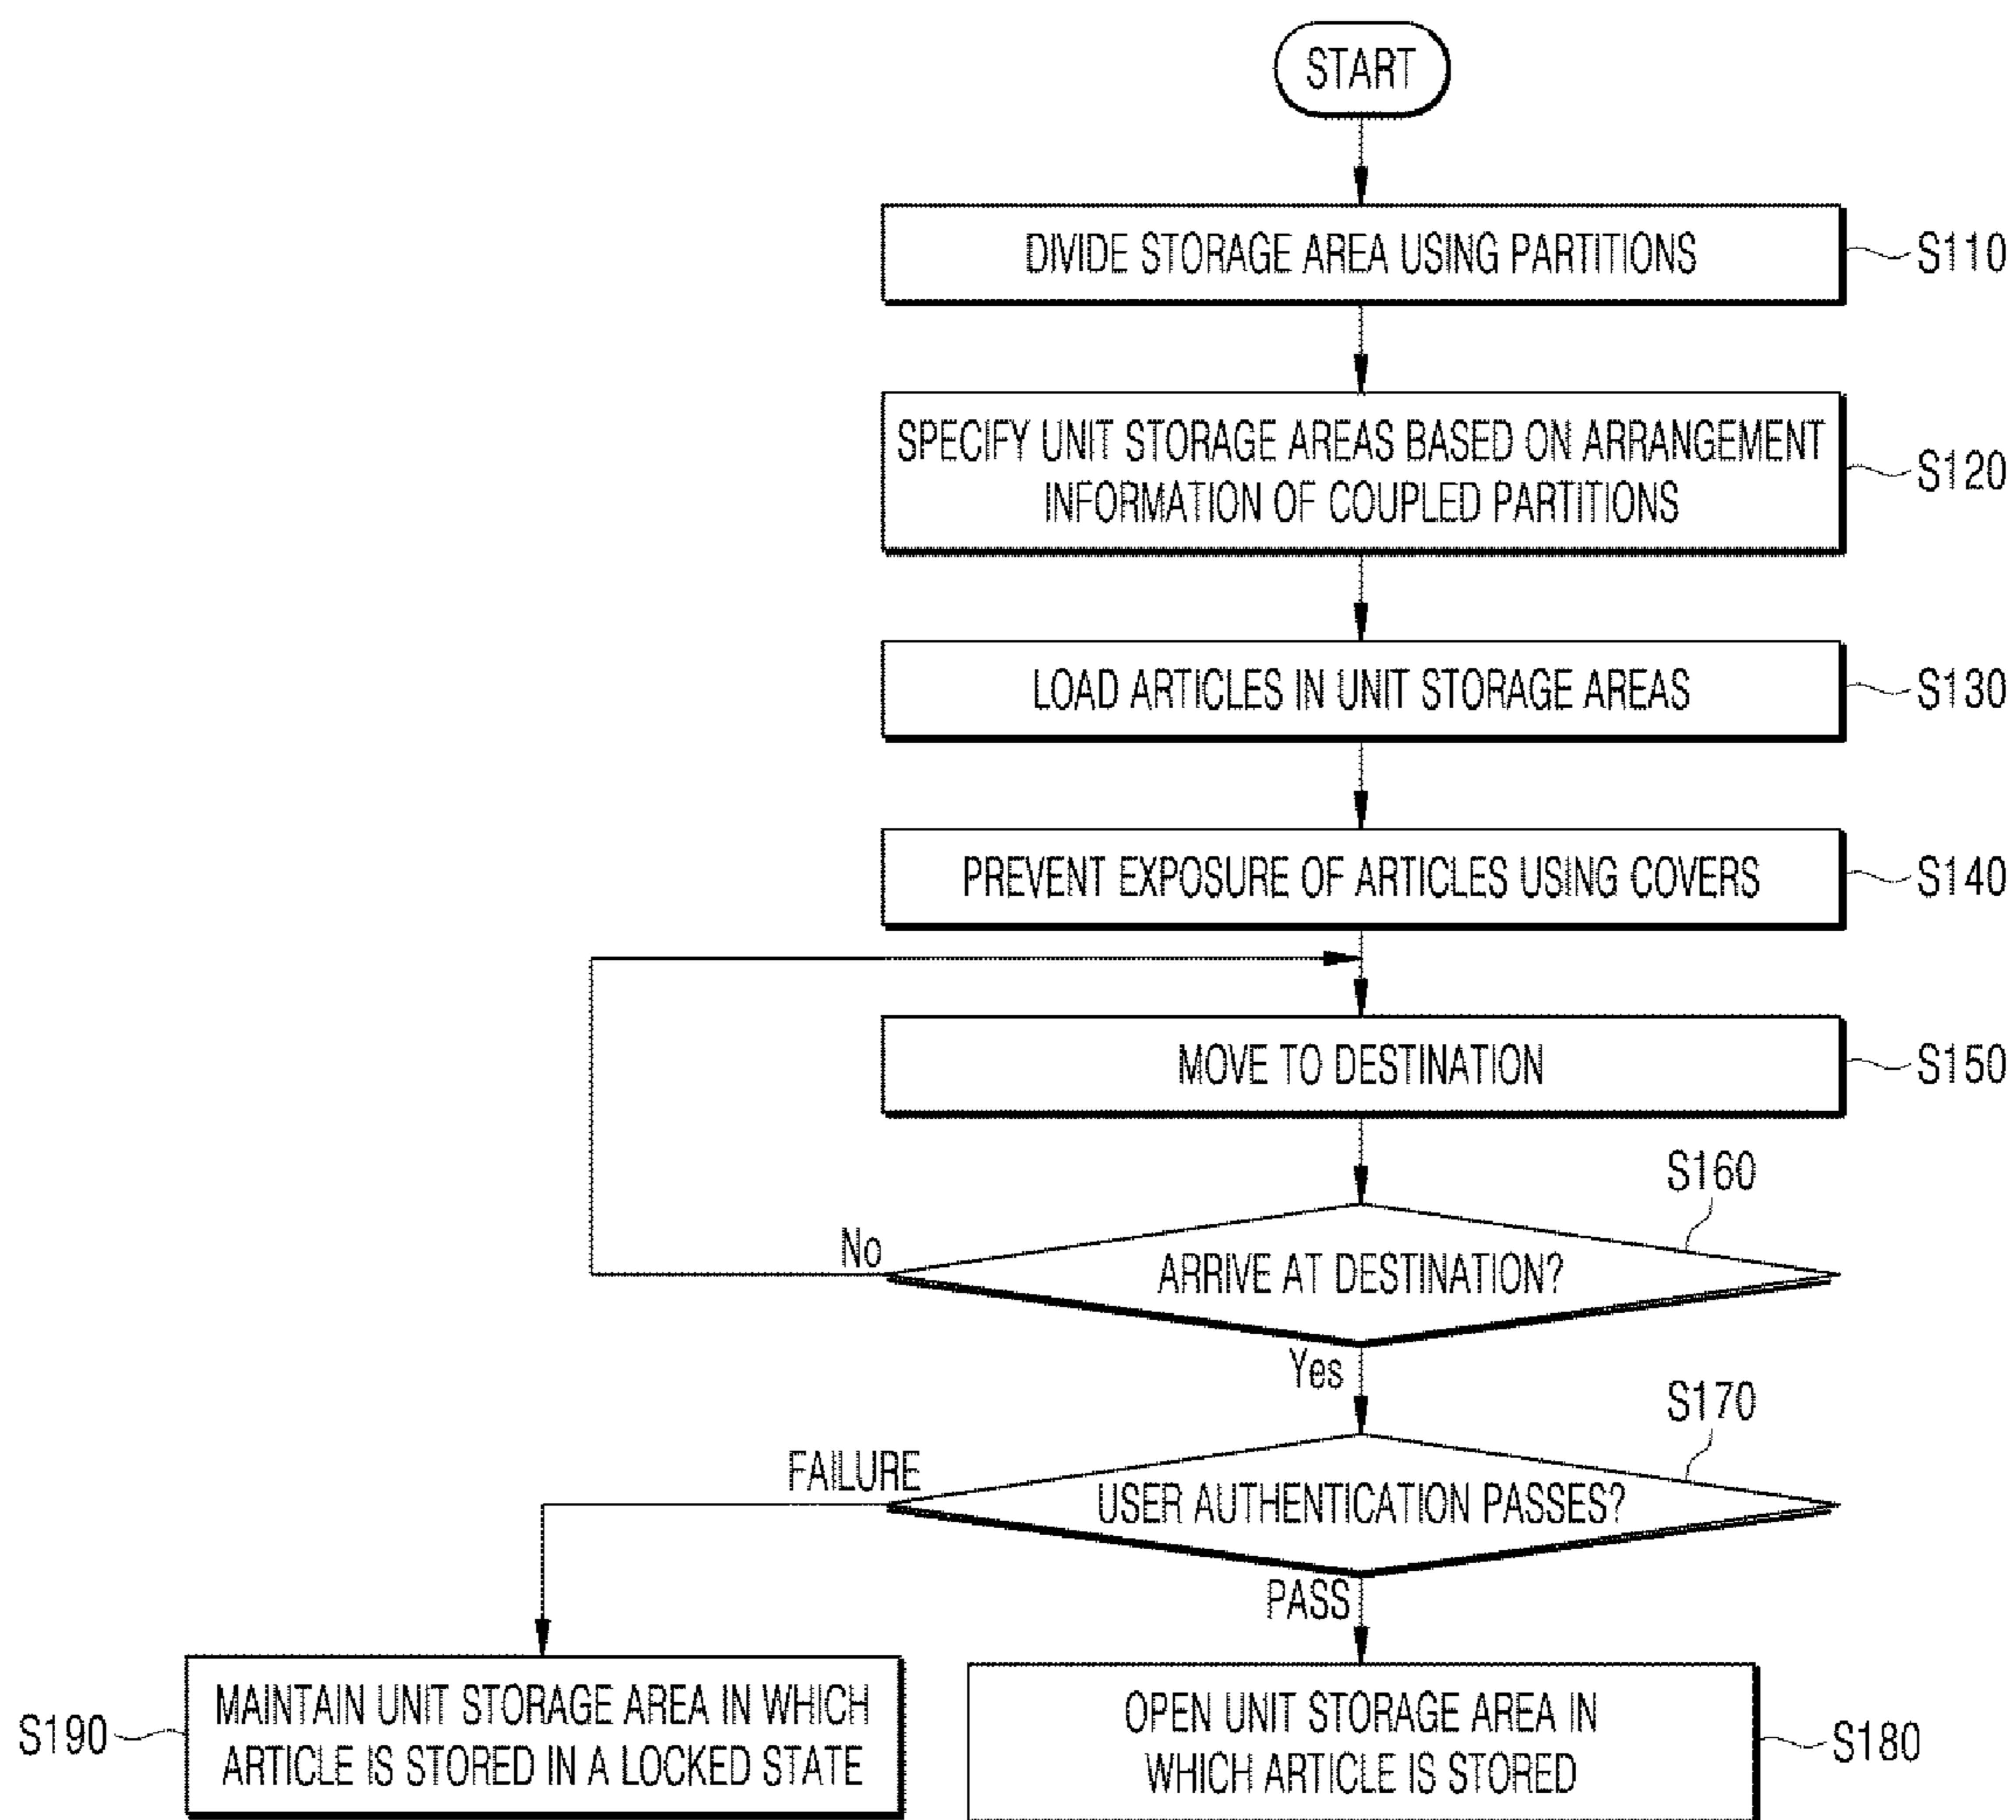 START
DIVIDE STORAGE AREA USING PARTITIONS
S110
SPECIFY UNIT STORAGE AREAS BASED ON ARRANGEMENT
INFORMATION OF COUPLED PARTITIONS
S120
LOAD ARTICLES IN UNIT STORAGE AREAS
S130
PREVENT EXPOSURE OF ARTICLES USING COVERS
S140
MOVE TO DESTINATION
S150
S160
No
ARRIVE AT DESTINATION?
Yes
S170
FAILURE
USER AUTHENTICATION PASSES?
PASS
S190
MAINTAIN UNIT STORAGE AREA IN WHICH
ARTICLE IS STORED IN A LOCKED STATE
OPEN UNIT STORAGE AREA IN
WHICH ARTICLE IS STORED
S180